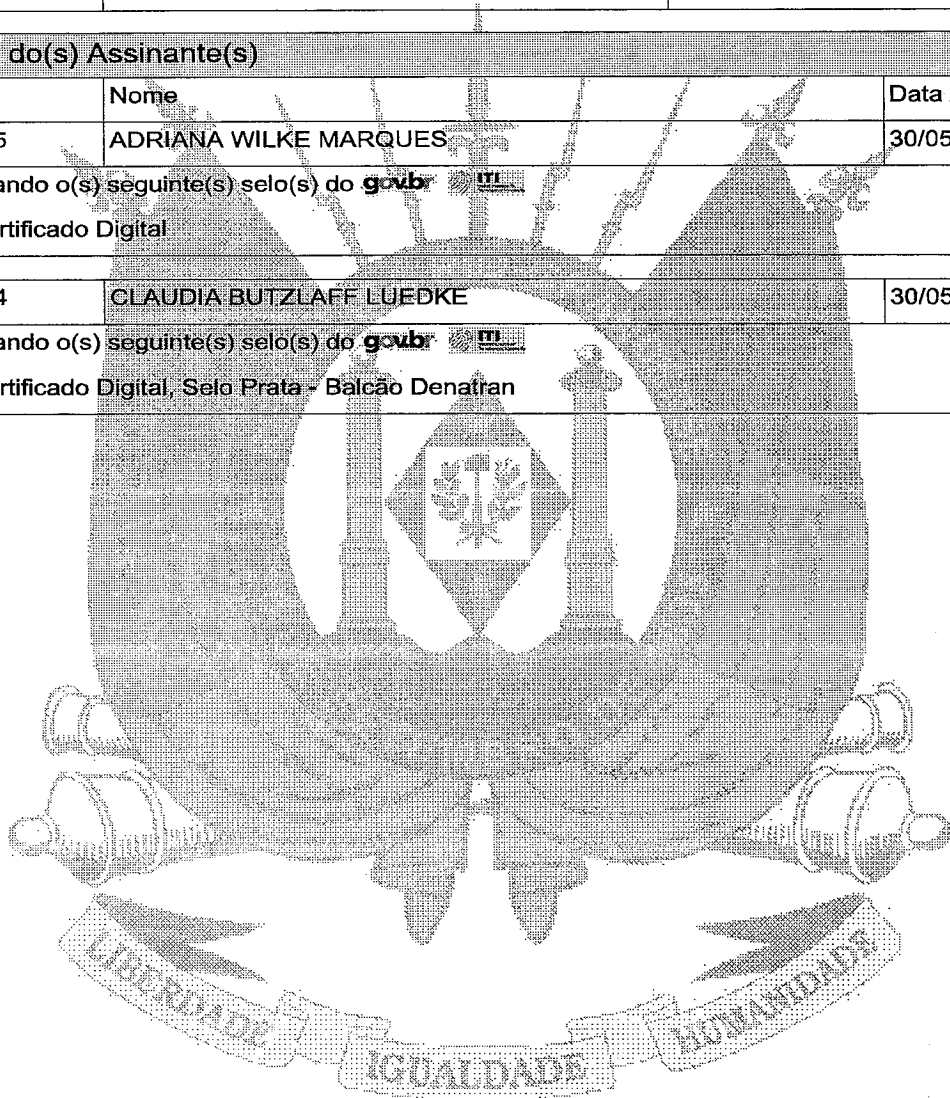 do(s) Assinante(s)
Nome Data
5 ADRIANA WILKE MARQUES 30/05
ando o(s) seguinte(s) selo(s) do gov.br ITI
rtificado Digital
4 CLAUDIA BUTZLAFF LUEDKE 30/05
ando o(s) seguinte(s) selo(s) do gov.br ITI
rtificado Digital, Selo Prata - Balcão Denatran
LIBERDADE IGUALDADE HUMANIDADE